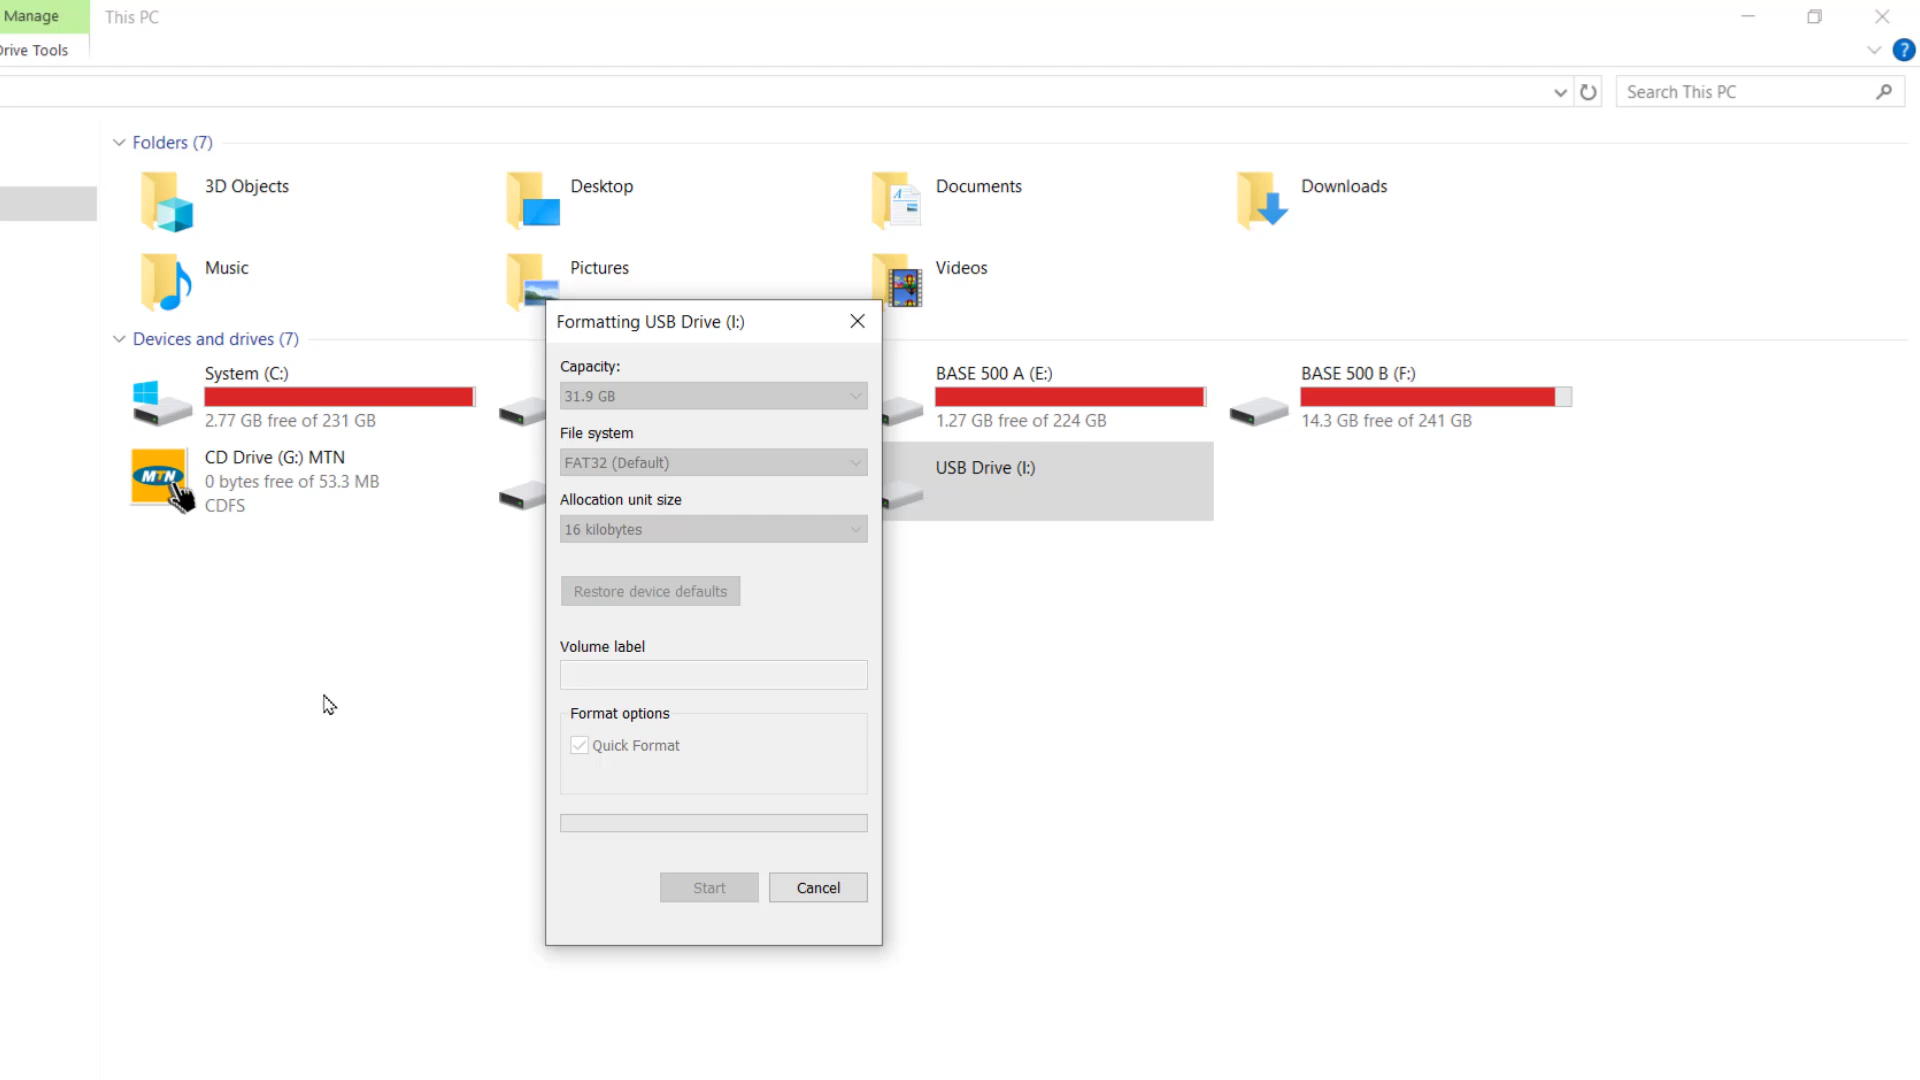 Manage
This PC
Drive Tools
?
Search This PC
Folders (7)
3D Objects
Desktop
Documents
Downloads
Music
Pictures
Videos
Devices and drives (7)
System (C:)
2.77 GB free of 231 GB
BASE 500 A (E:)
1.27 GB free of 224 GB
BASE 500 B (F:)
14.3 GB free of 241 GB
MTN
CD Drive (G:) MTN
0 bytes free of 53.3 MB
CDFS
USB Drive (I:)
Formatting USB Drive (I:)
Capacity:
31.9 GB
File system
FAT32 (Default)
Allocation unit size
16 kilobytes
Restore device defaults
Volume label
Format options
Quick Format
Start
Cancel